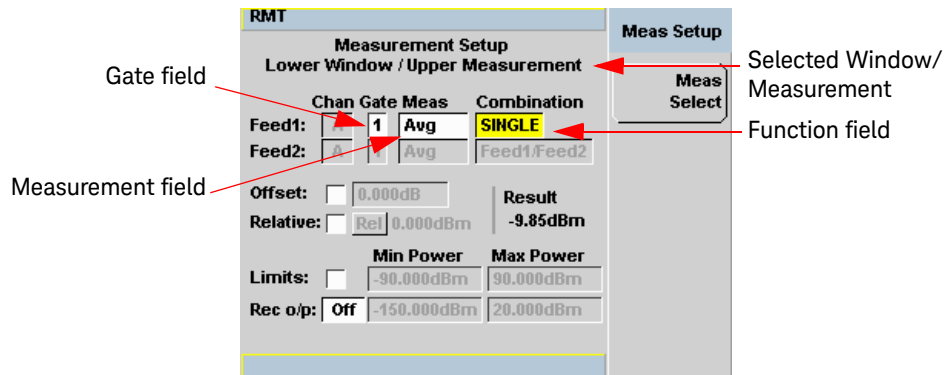 RMT
Meas Setup
Measurement Setup
Lower Window / Upper Measurement
Selected Window/
Measurement
Gate field
Meas
Select
Chan Gate Meas Combination
Feed1: A 1 Avg SINGLE
Function field
Feed2: A 1 Avg Feed1/Feed2
Measurement field
Offset: 0.000dB Result
Relative: Rel 0.000dBm -9.85dBm
Min Power Max Power
Limits: -90.000dBm 90.000dBm
Rec o/p: Off -150.000dBm 20.000dBm